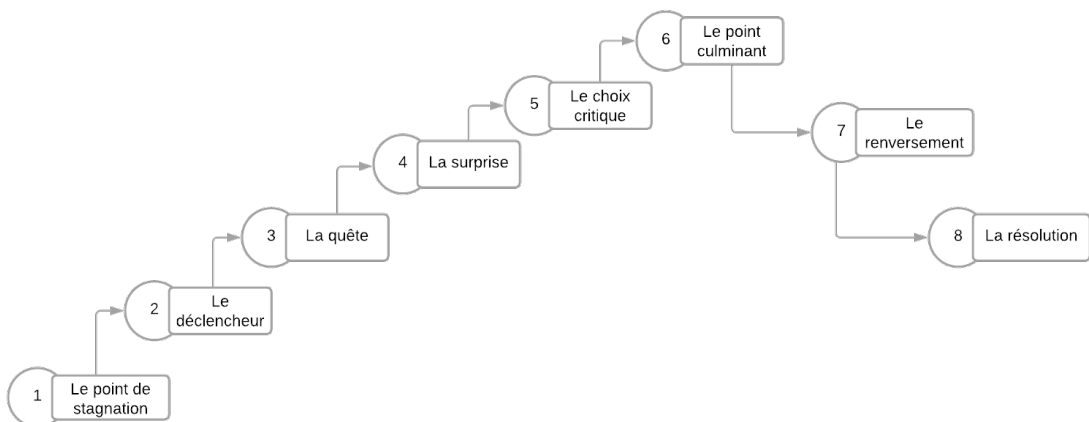 1
Le point de
stagnation
2
Le
déclencheur
3
La quête
4
La surprise
5
Le choix
critique
6
Le point
culminant
7
Le
renversement
8
La résolution